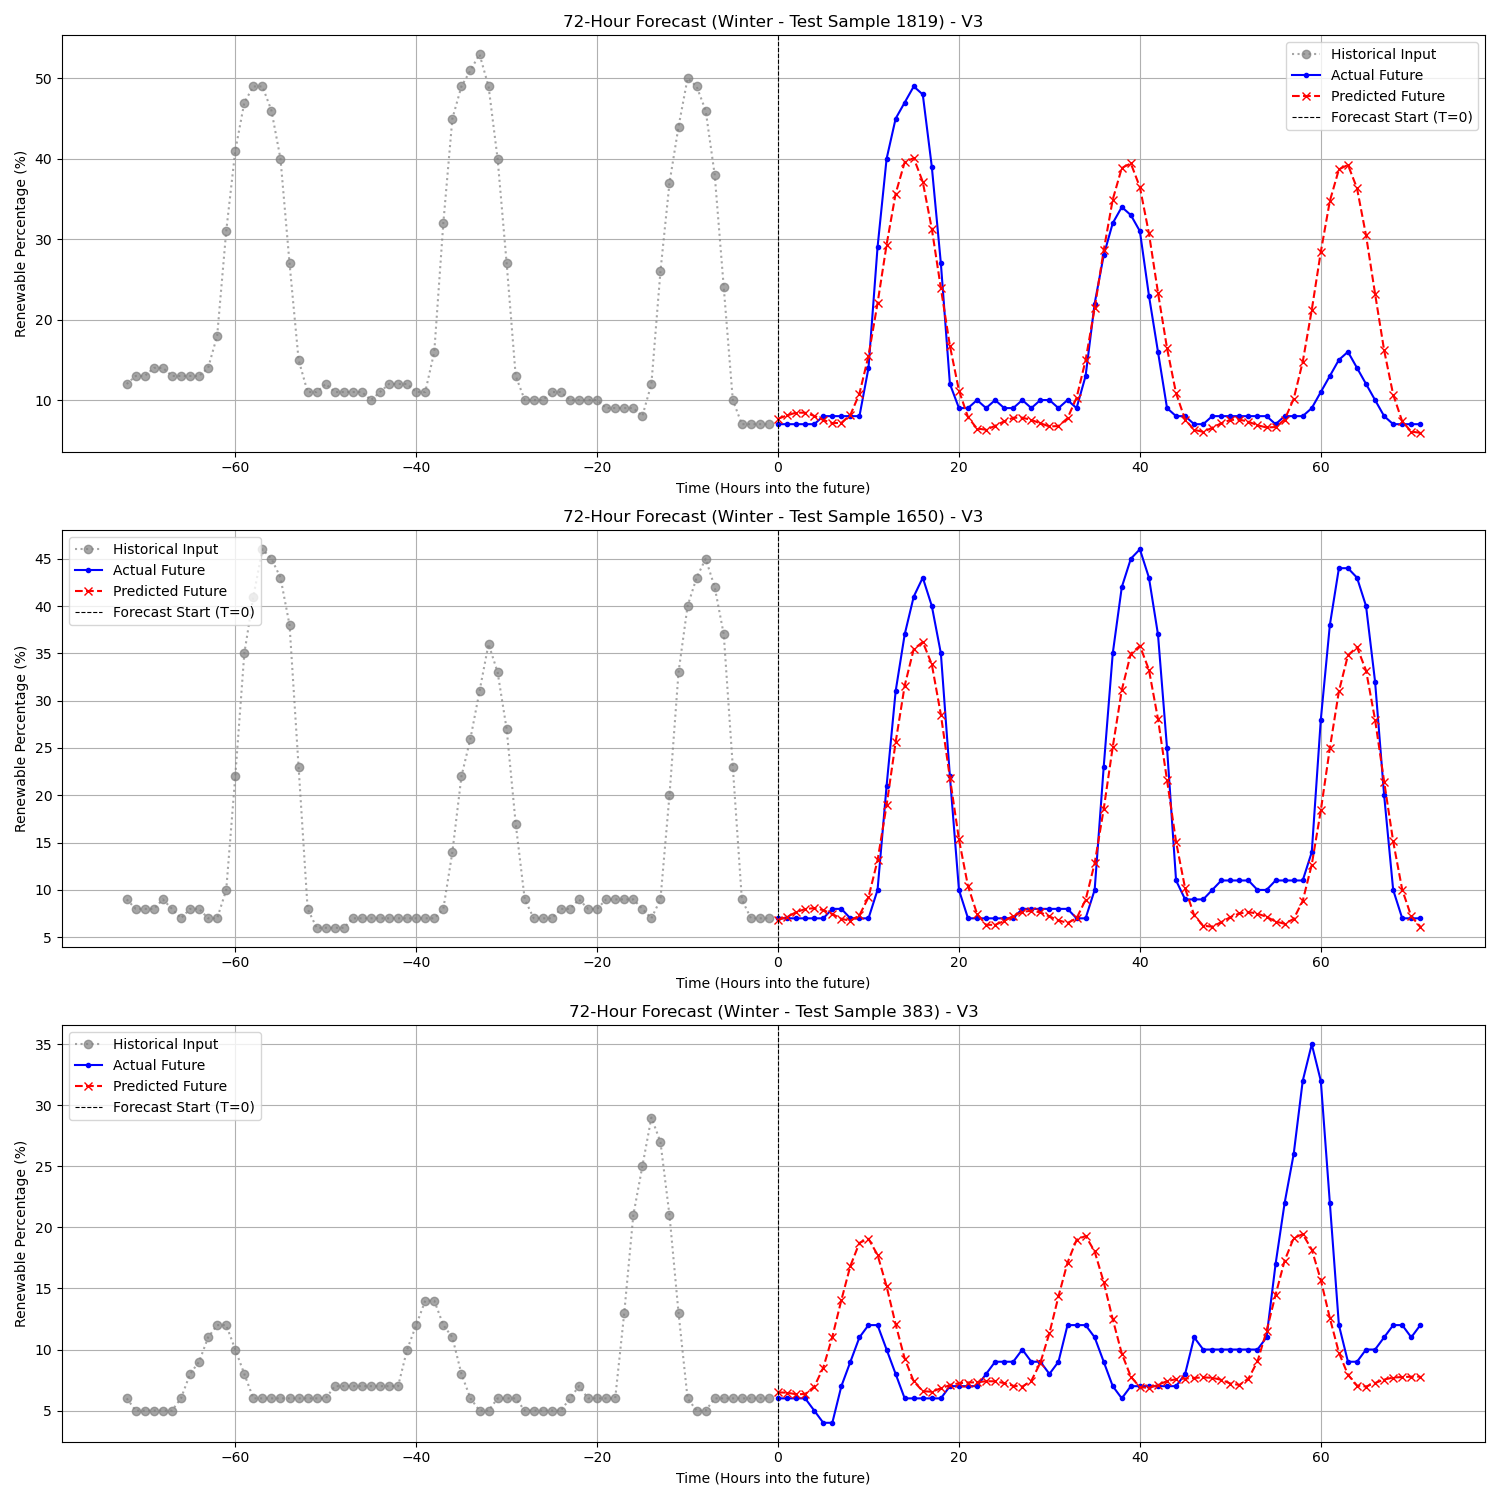 72-Hour Forecast (Winter - Test Sample 1819) - V3
Renewable Percentage (%)
50
40
30
20
10
Historical Input
Actual Future
Predicted Future
Forecast Start (T=0)
−60
−40
−20
0
20
40
60
Time (Hours into the future)
72-Hour Forecast (Winter - Test Sample 1650) - V3
Renewable Percentage (%)
45
40
35
30
25
20
15
10
5
Historical Input
Actual Future
Predicted Future
Forecast Start (T=0)
−60
−40
−20
0
20
40
60
Time (Hours into the future)
72-Hour Forecast (Winter - Test Sample 383) - V3
Renewable Percentage (%)
35
30
25
20
15
10
5
Historical Input
Actual Future
Predicted Future
Forecast Start (T=0)
−60
−40
−20
0
20
40
60
Time (Hours into the future)